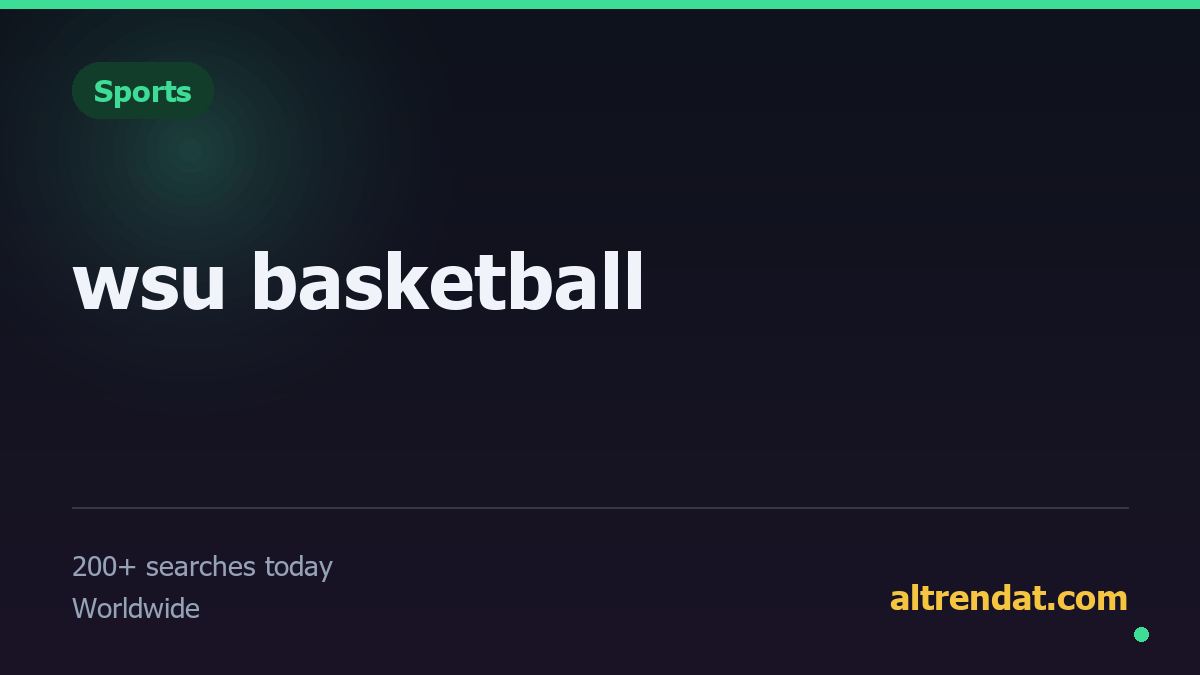 Sports
wsu basketball
200+ searches today
Worldwide
altrendat.com